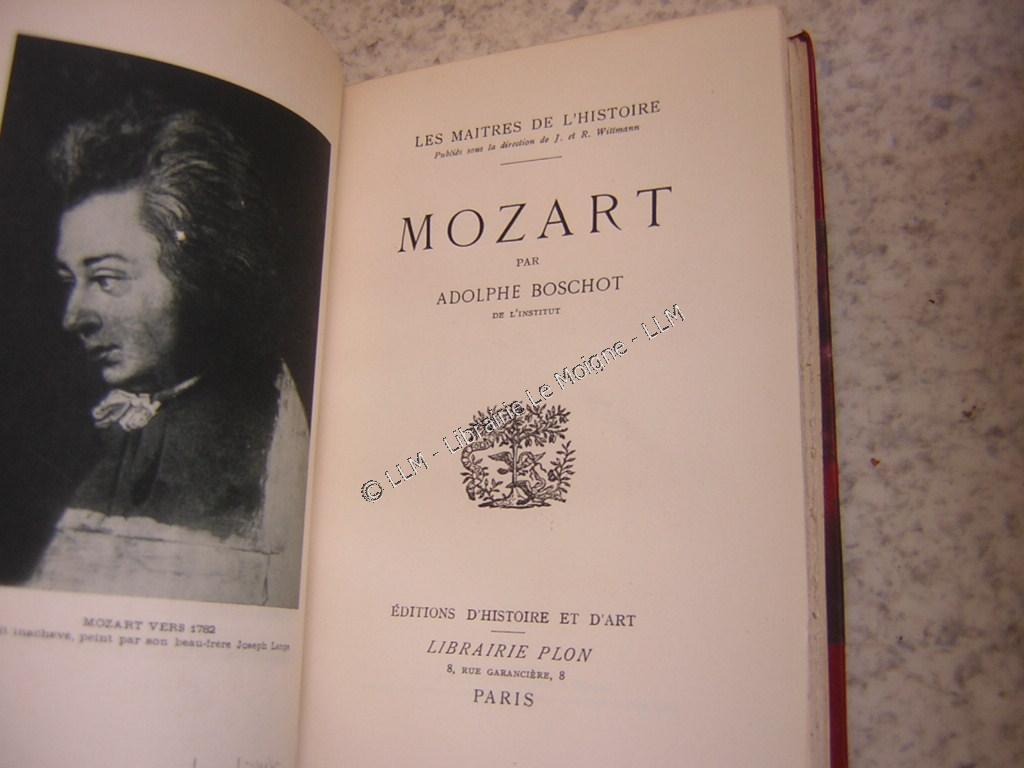 MOZART VERS 1782
inachevé, peint par son beau-frère Joseph Lange
LES MAITRES DE L'HISTOIRE
Publiés sous la direction de J. et R. Wittmann
MOZART
PAR
ADOLPHE BOSCHOT
DE L'INSTITUT
© LLM - Librairie Le Moigne - LLM
ÉDITIONS D'HISTOIRE ET D'ART
LIBRAIRIE PLON
8, RUE GARANCIÈRE, 8
PARIS